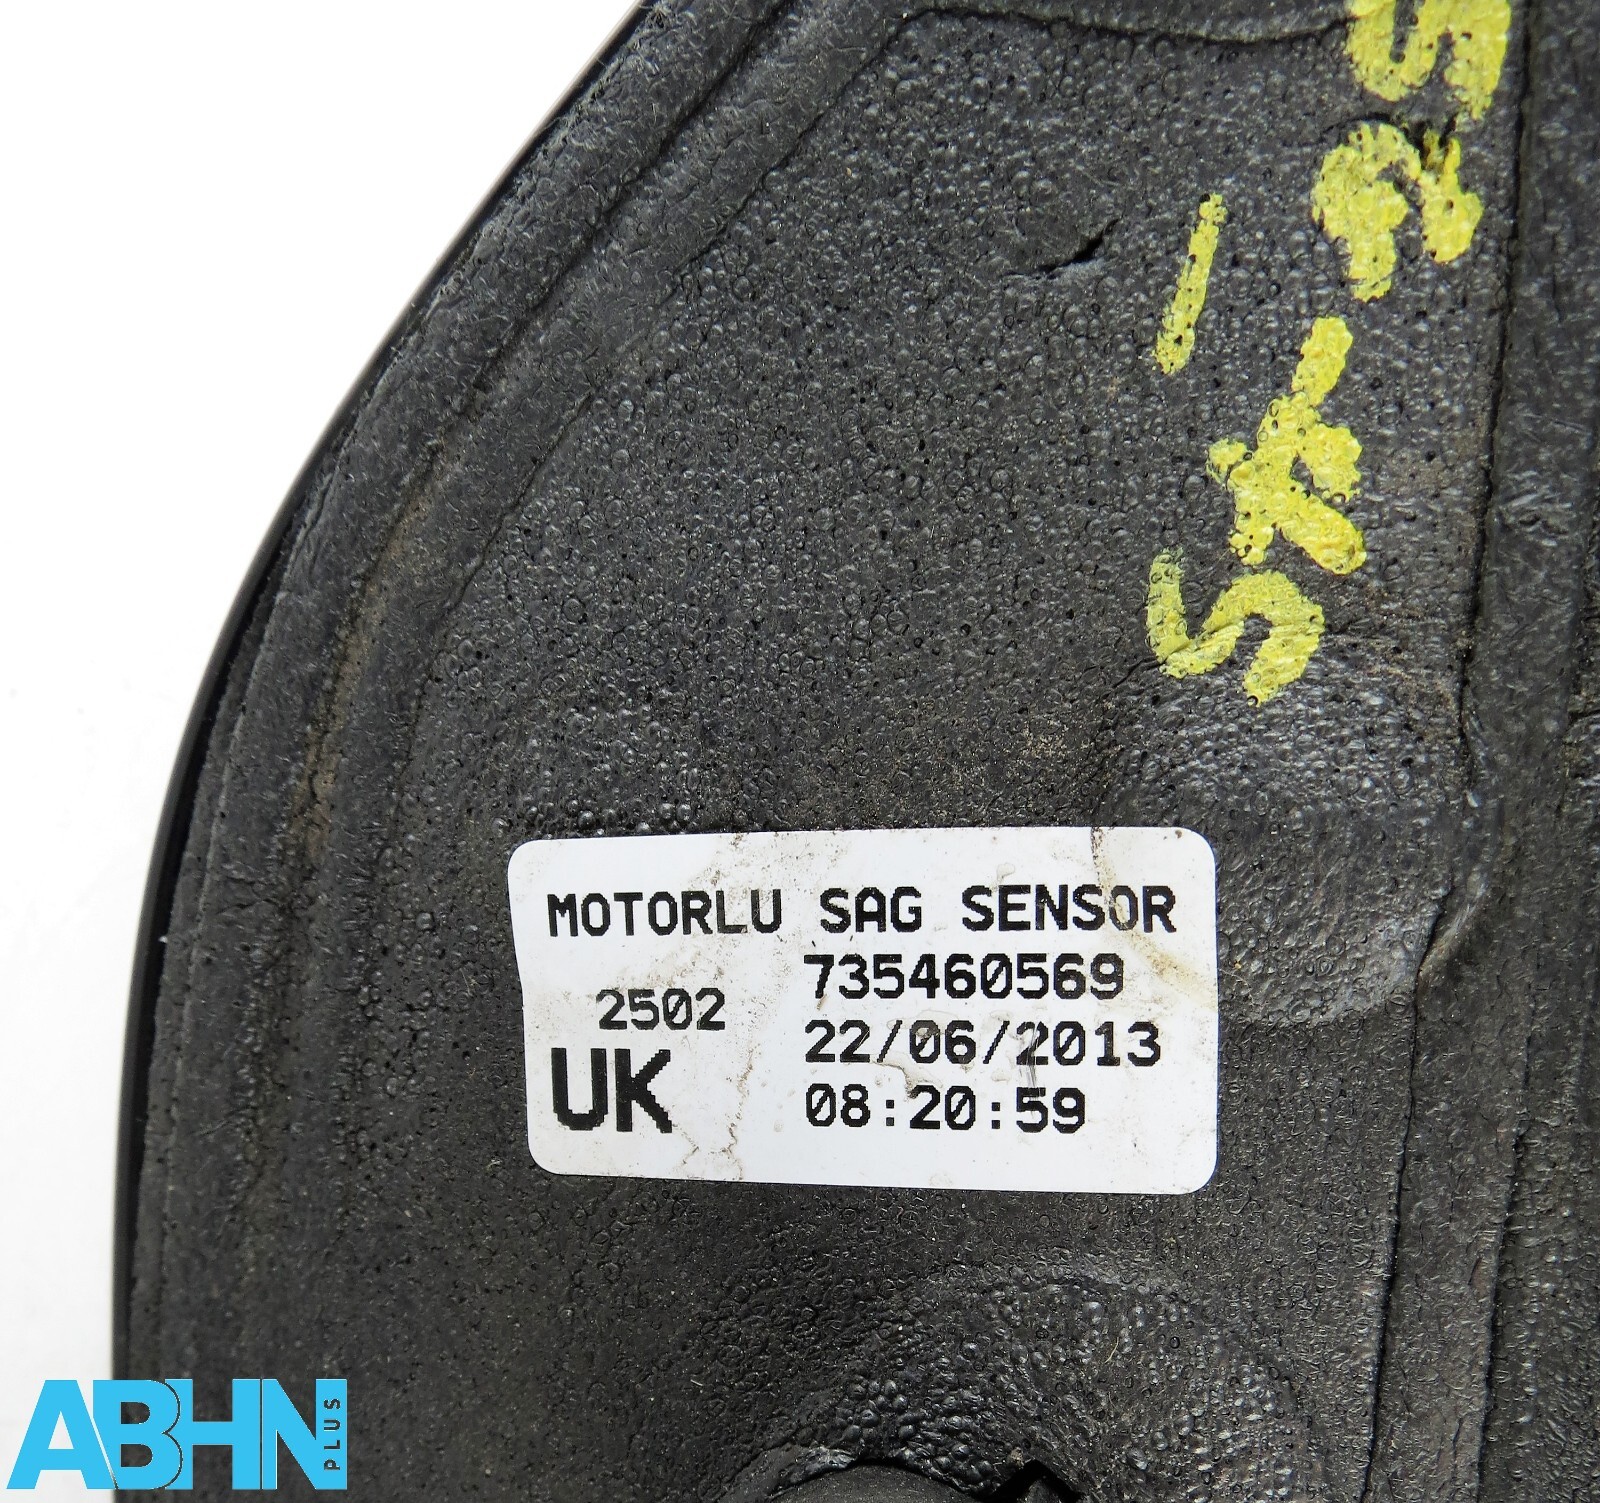 MOTORLU SAG SENSOR
735460569
2502
22/06/2013
UK
08:20:59
ABHN
PLUS